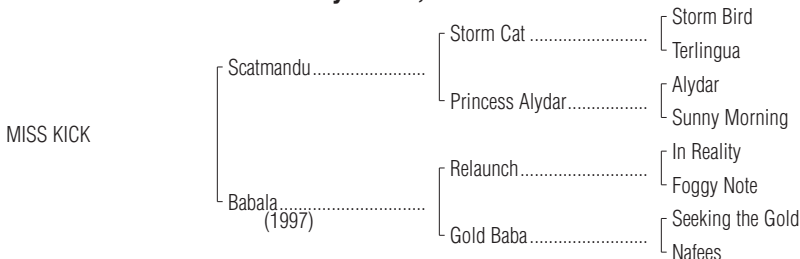 Storm Bird
Storm Cat ........................
Terlingua
Scatmandu.......................
Alydar
Princess Alydar................
Sunny Morning
MISS KICK
In Reality
Relaunch..........................
Foggy Note
Babala..............................
(1997)
Seeking the Gold
Gold Baba........................
Nafees